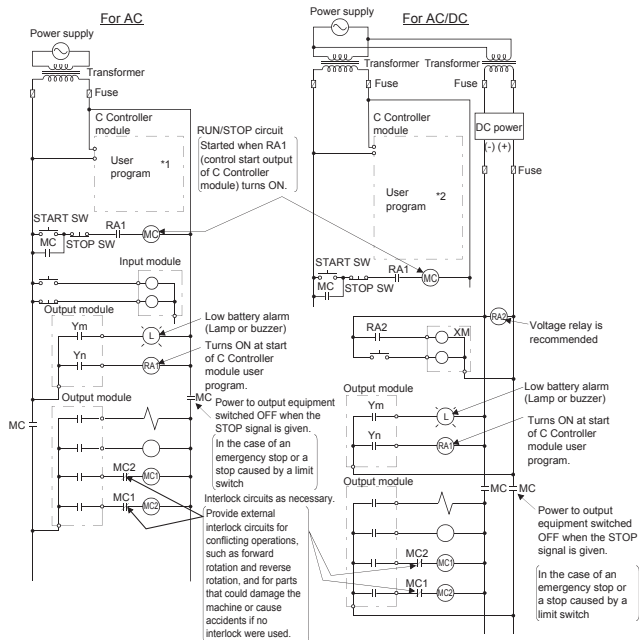 For AC
Power supply
Transformer
Fuse
C Controller
module
User
program
*1
RUN/STOP circuit
Started when RA1
(control start output
of C Controller
module) turns ON.
START SW
MC
STOP SW
RA1
MC
Input module
Output module
Ym
L
Yn
RA1
Low battery alarm
(Lamp or buzzer)
Turns ON at start
of C Controller
module user
program.
Output module
MC
MC
Power to output equipment
switched OFF when the
STOP signal is given.
In the case of an
emergency stop or a
stop caused by a limit
switch
MC2
MC1
MC1
MC2
Interlock circuits as necessary.
Provide external
interlock circuits for
conflicting operations,
such as forward
rotation and reverse
rotation, and for parts
that could damage the
machine or cause
accidents if no
interlock were used.
For AC/DC
Power supply
Transformer
Transformer
Fuse
Fuse
C Controller
module
DC power
(-) (+)
Fuse
User
program
*2
START SW
MC
STOP SW
RA1
MC
RA2
Voltage relay is
recommended
RA2
XM
Output module
Ym
L
Yn
RA1
Low battery alarm
(Lamp or buzzer)
Turns ON at start
of C Controller
module user
program.
Output module
MC
MC
Power to output
equipment switched
OFF when the STOP
signal is given.
In the case of an
emergency stop or
a stop caused by a
limit switch
MC2
MC1
MC1
MC2